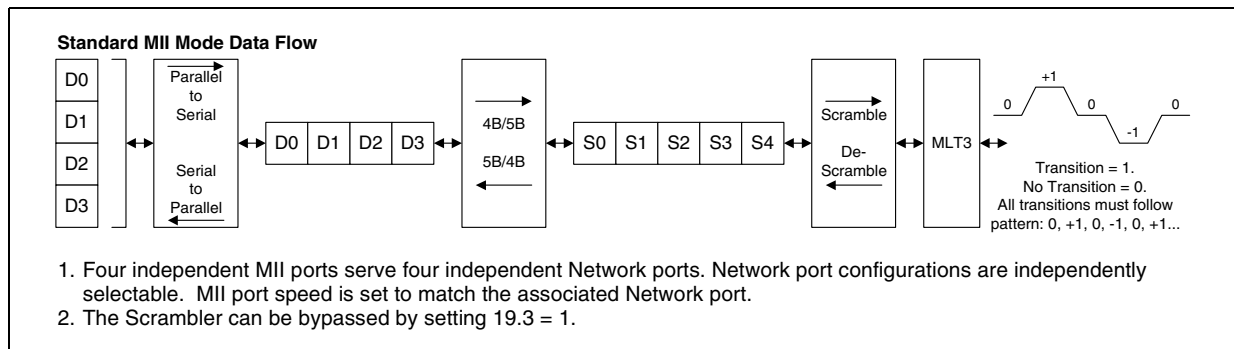 Standard MII Mode Data Flow
D0
D1
D2
D3
Parallel
to
Serial
Serial
to
Parallel
D0 D1 D2 D3
4B/5B
5B/4B
S0 S1 S2 S3 S4
Scramble
De-
Scramble
MLT3
0 +1 0 -1 0
Transition = 1.
No Transition = 0.
All transitions must follow
pattern: 0, +1, 0, -1, 0, +1...
1. Four independent MII ports serve four independent Network ports. Network port configurations are independently
selectable. MII port speed is set to match the associated Network port.
2. The Scrambler can be bypassed by setting 19.3 = 1.